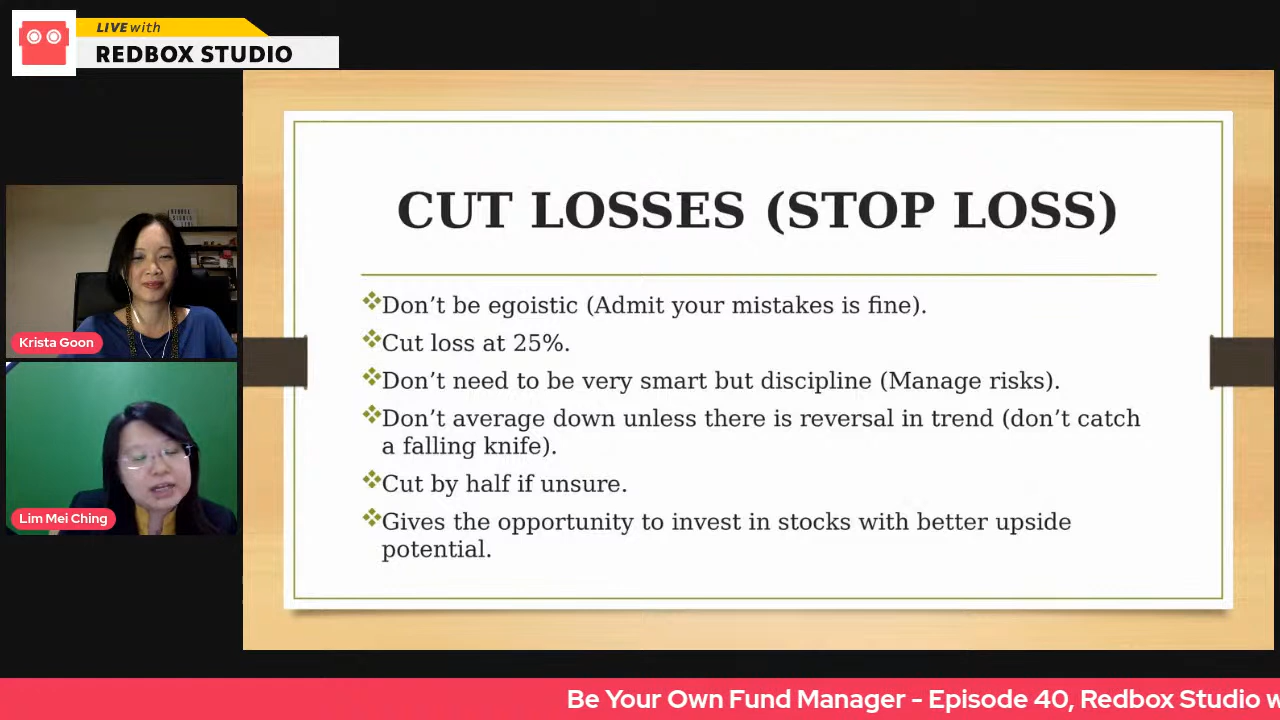 LIVE with
REDBOX STUDIO
CUT LOSSES (STOP LOSS)
❖Don’t be egoistic (Admit your mistakes is fine).
❖Cut loss at 25%.
❖Don’t need to be very smart but discipline (Manage risks).
❖Don’t average down unless there is reversal in trend (don’t catch
a falling knife).
❖Cut by half if unsure.
❖Gives the opportunity to invest in stocks with better upside
potential.
Krista Goon
Lim Mei Ching
Be Your Own Fund Manager - Episode 40, Redbox Studio w